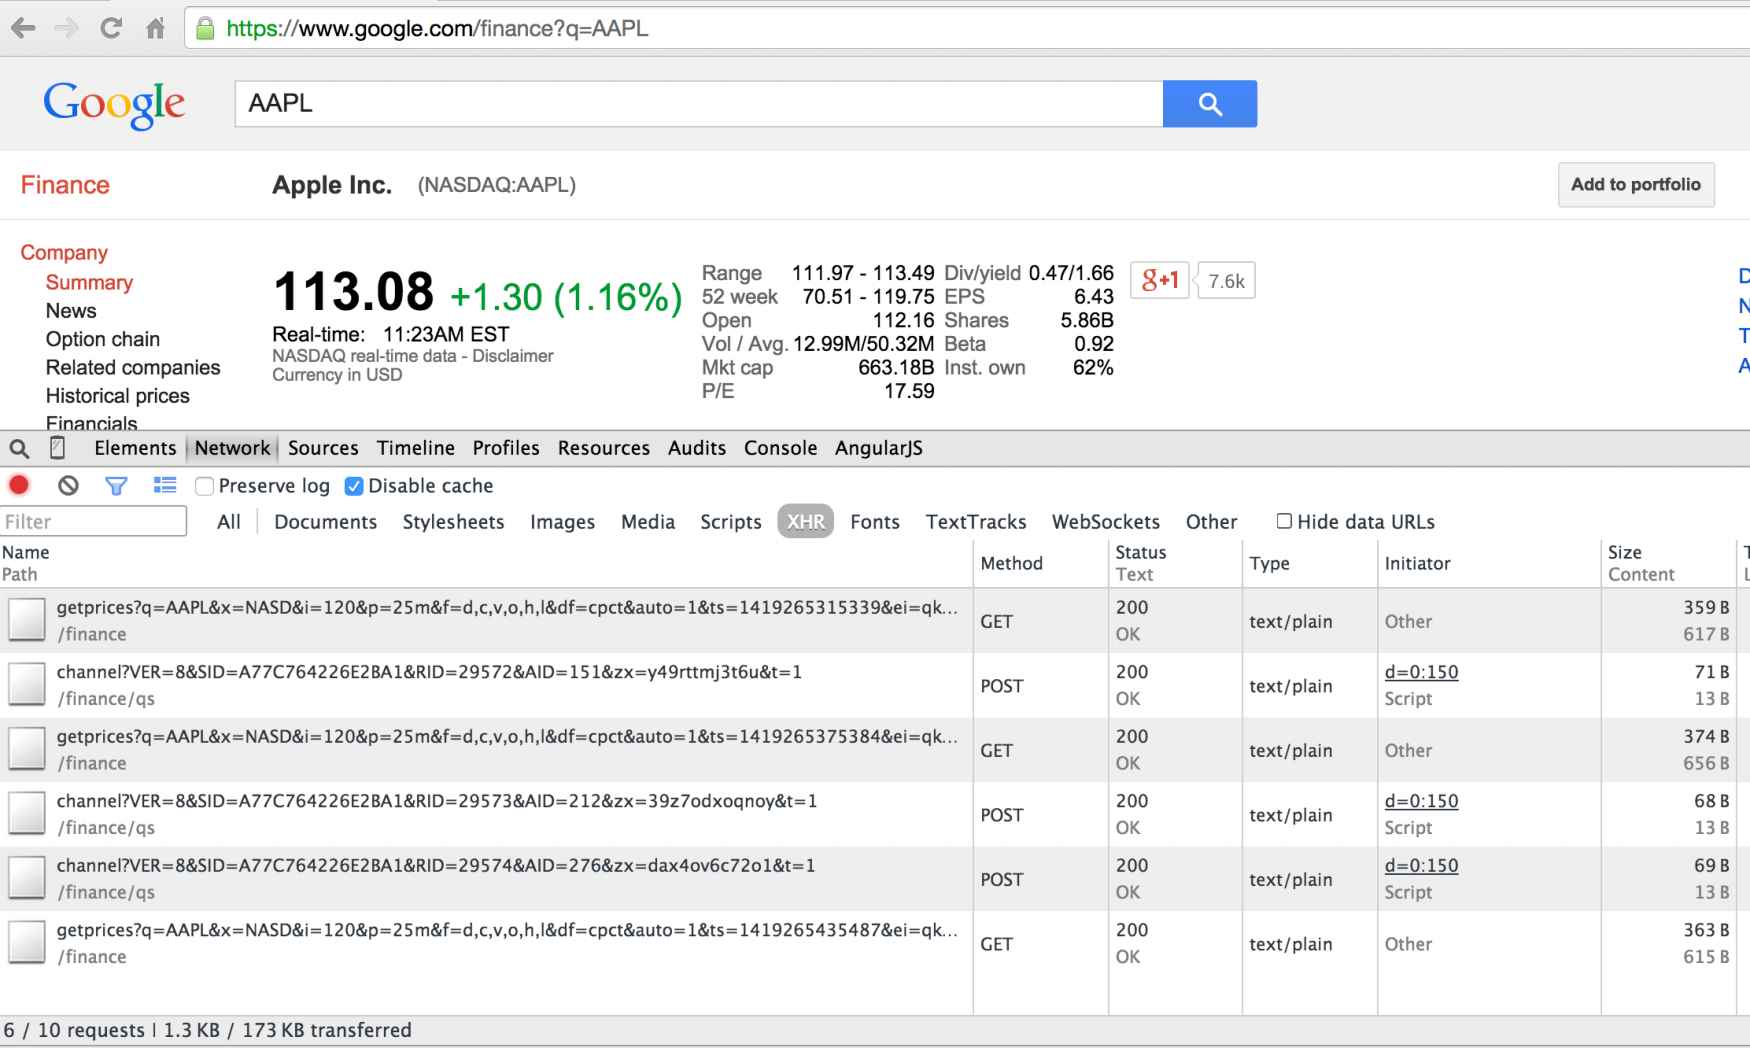 https://www.google.com/finance?q=AAPL
Google
AAPL
Finance
Apple Inc. (NASDAQ:AAPL)
Add to portfolio
Company
Summary
News
Option chain
Related companies
Historical prices
Financials
113.08 +1.30 (1.16%)
Real-time: 11:23AM EST
NASDAQ real-time data - Disclaimer
Currency in USD
Range 111.97 - 113.49 Div/yield 0.47/1.66
52 week 70.51 - 119.75 EPS 6.43
Open 112.16 Shares 5.86B
Vol / Avg. 12.99M/50.32M Beta 0.92
Mkt cap 663.18B Inst. own 62%
P/E 17.59
g+1 7.6k
D
N
T
A
Elements Network Sources Timeline Profiles Resources Audits Console AngularJS
Preserve log Disable cache
Filter All Documents Stylesheets Images Media Scripts XHR Fonts TextTracks WebSockets Other Hide data URLs
Name Method Status Type Initiator Size T
Path Text Content L
getprices?q=AAPL&x=NASD&i=120&p=25m&f=d,c,v,o,h,l&df=cpct&auto=1&ts=1419265315339&ei=qk... GET 200 text/plain Other 359 B
/finance OK 617 B
channel?VER=8&SID=A77C764226E2BA1&RID=29572&AID=151&zx=y49rttmj3t6u&t=1 POST 200 text/plain d=0:150 71 B
/finance/qs OK Script 13 B
getprices?q=AAPL&x=NASD&i=120&p=25m&f=d,c,v,o,h,l&df=cpct&auto=1&ts=1419265375384&ei=qk... GET 200 text/plain Other 374 B
/finance OK 656 B
channel?VER=8&SID=A77C764226E2BA1&RID=29573&AID=212&zx=39z7odxoqnoy&t=1 POST 200 text/plain d=0:150 68 B
/finance/qs OK Script 13 B
channel?VER=8&SID=A77C764226E2BA1&RID=29574&AID=276&zx=dax4ov6c72o1&t=1 POST 200 text/plain d=0:150 69 B
/finance/qs OK Script 13 B
getprices?q=AAPL&x=NASD&i=120&p=25m&f=d,c,v,o,h,l&df=cpct&auto=1&ts=1419265435487&ei=qk... GET 200 text/plain Other 363 B
/finance OK 615 B
6 / 10 requests | 1.3 KB / 173 KB transferred